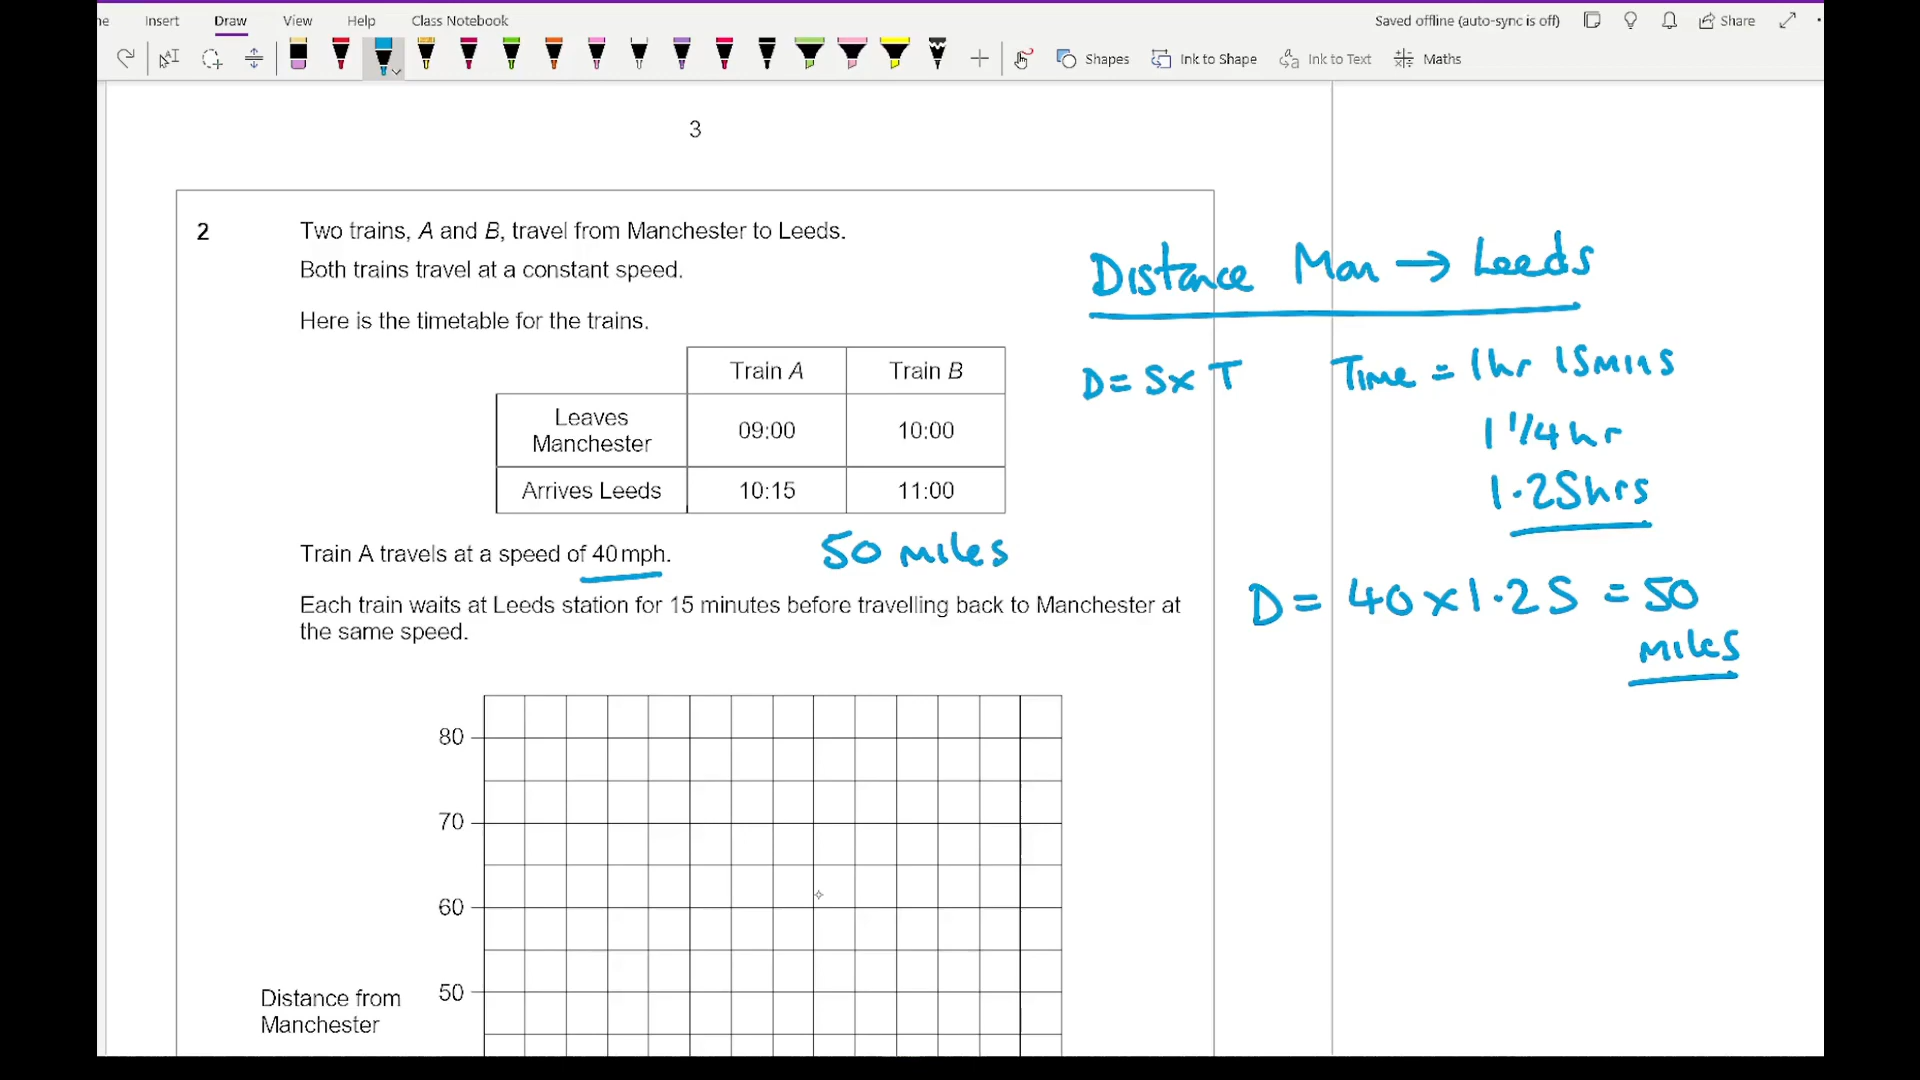 ne Insert Draw View Help Class Notebook Saved offline (auto-sync is off) Share
Shapes Ink to Shape Ink to Text Maths
3
2 Two trains, A and B, travel from Manchester to Leeds.
Both trains travel at a constant speed.
Here is the timetable for the trains.
Train A Train B
Leaves Manchester 09:00 10:00
Arrives Leeds 10:15 11:00
Train A travels at a speed of 40 mph.
50 miles
Each train waits at Leeds station for 15 minutes before travelling back to Manchester at
the same speed.
80
70
60
50
Distance from
Manchester
Distance Man → Leeds
D = S x T Time = 1hr 15mins
1 1/4 hr
1.25hrs
D = 40 x 1.25 = 50
miles